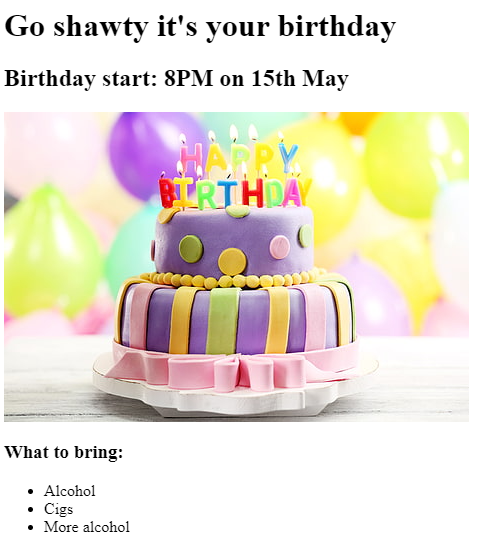 Go shawty it's your birthday
Birthday start: 8PM on 15th May
HAPPY
BIRTHDAY
What to bring:
Alcohol
Cigs
More alcohol